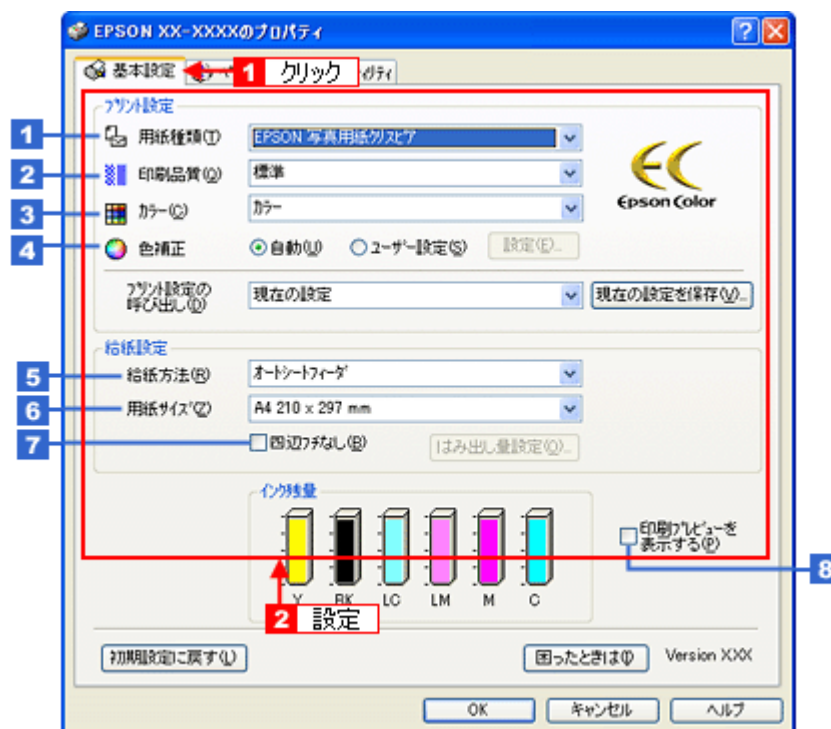 EPSON XX-XXXXのプロパティ
基本設定
1 クリック
プリント設定
1 用紙種類(T) EPSON 写真用紙クリスピア
2 印刷品質(Q) 標準
3 カラー(C) カラー
Epson Color
4 色補正 自動(U) ユーザー設定(S) 設定(E)...
プリント設定の
呼び出し(D) 現在の設定 現在の設定を保存(V)...
給紙設定
5 給紙方法(R) オートシートフィーダ
6 用紙サイズ(Z) A4 210 x 297 mm
7 四辺フチなし(B) はみ出し量設定(O)...
インク残量
印刷プレビューを
表示する(P)
8
Y BK LC LM M C
2 設定
初期設定に戻す(L) 困ったときは(I) Version XXX
OK キャンセル ヘルプ